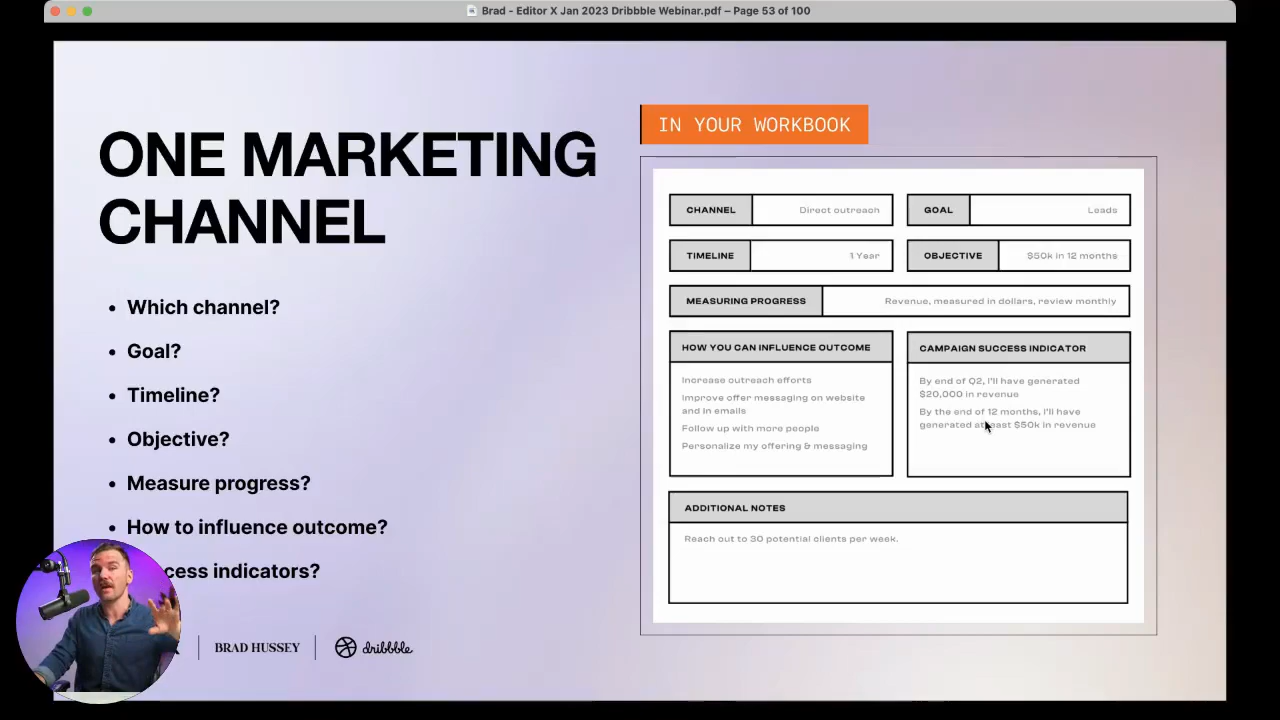 Brad - Editor X Jan 2023 Dribbble Webinar.pdf – Page 53 of 100
ONE MARKETING
CHANNEL
• Which channel?
• Goal?
• Timeline?
• Objective?
• Measure progress?
• How to influence outcome?
cess indicators?
BRAD HUSSEY
dribbble
IN YOUR WORKBOOK
CHANNEL Direct outreach
GOAL Leads
TIMELINE 1 Year
OBJECTIVE $50k in 12 months
MEASURING PROGRESS Revenue, measured in dollars, review monthly
HOW YOU CAN INFLUENCE OUTCOME
Increase outreach efforts
Improve offer messaging on website
and in emails
Follow up with more people
Personalize my offering & messaging
CAMPAIGN SUCCESS INDICATOR
By end of Q2, I'll have generated
$20,000 in revenue
By the end of 12 months, I'll have
generated at least $50k in revenue
ADDITIONAL NOTES
Reach out to 30 potential clients per week.